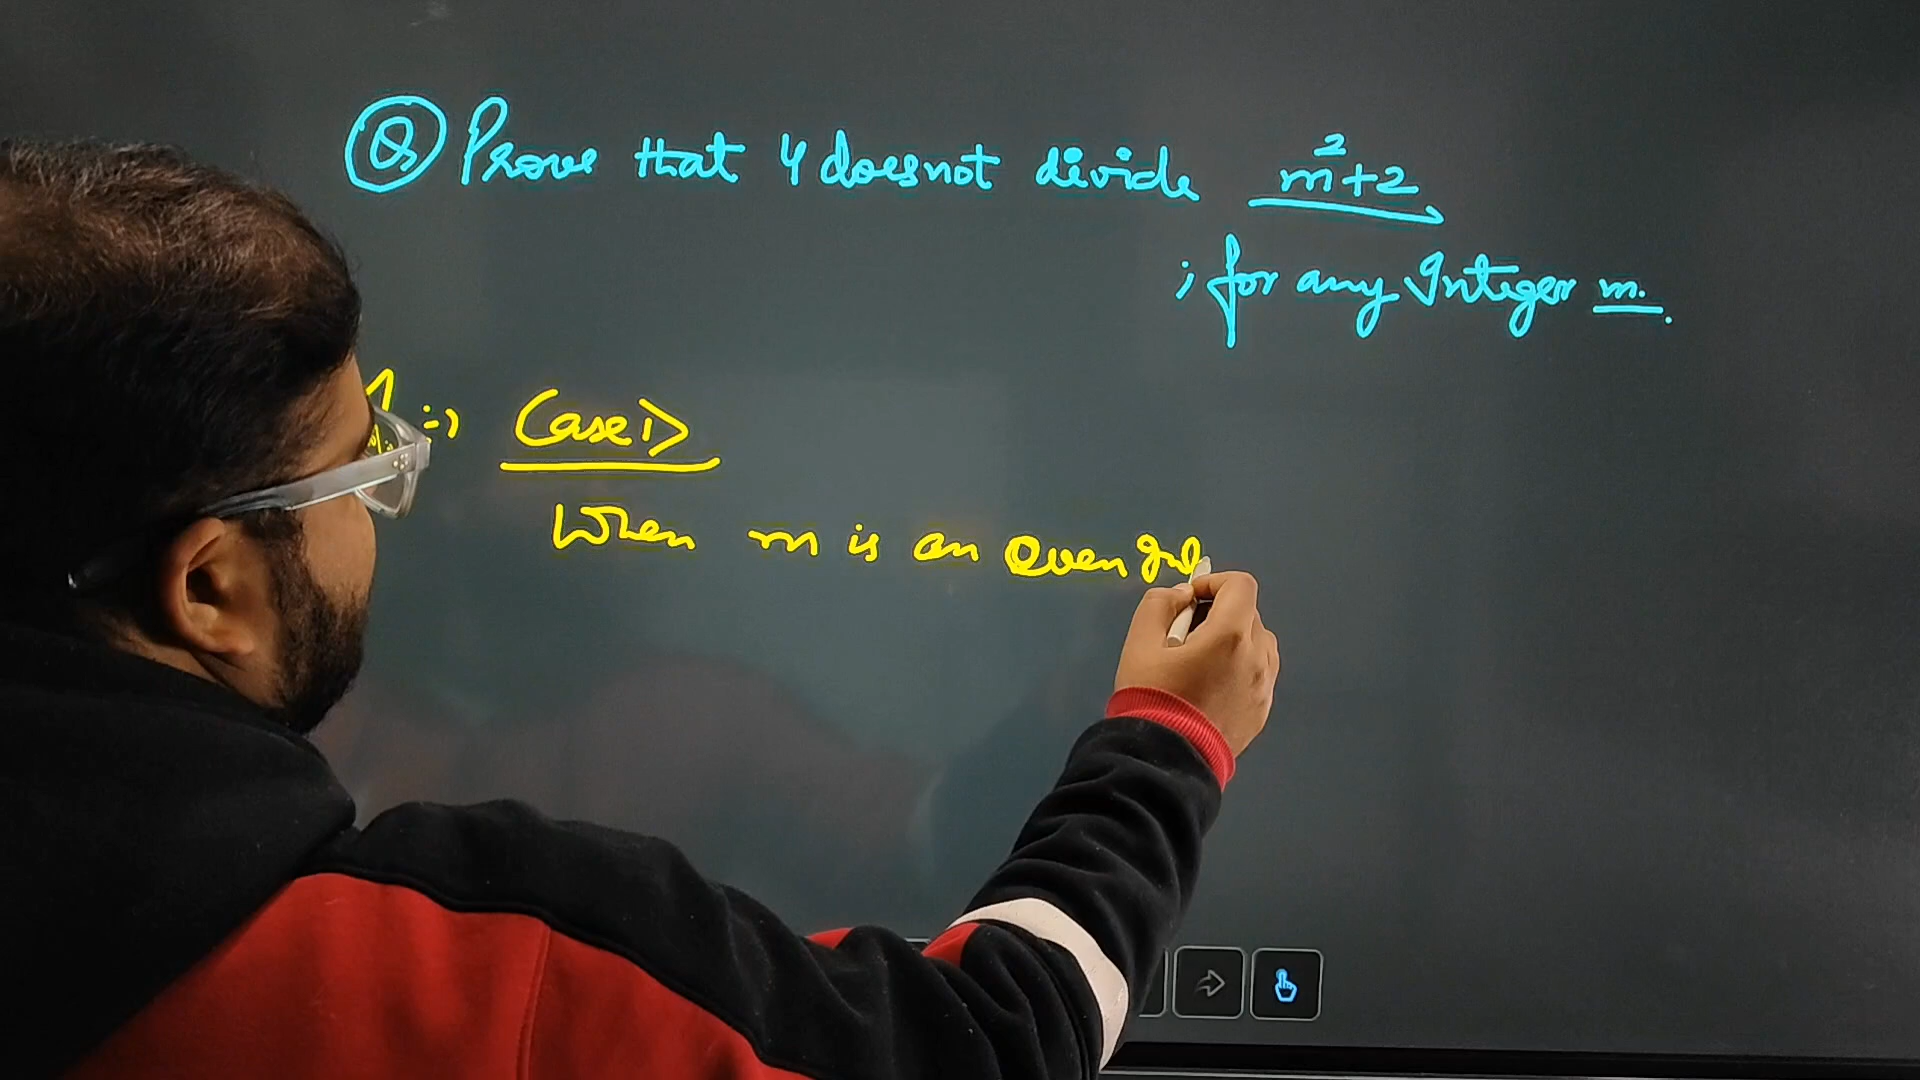 Q Prove that 4 doesnot divide m²+2
; for any Integer m.
:-) Case 1>
When m is an even